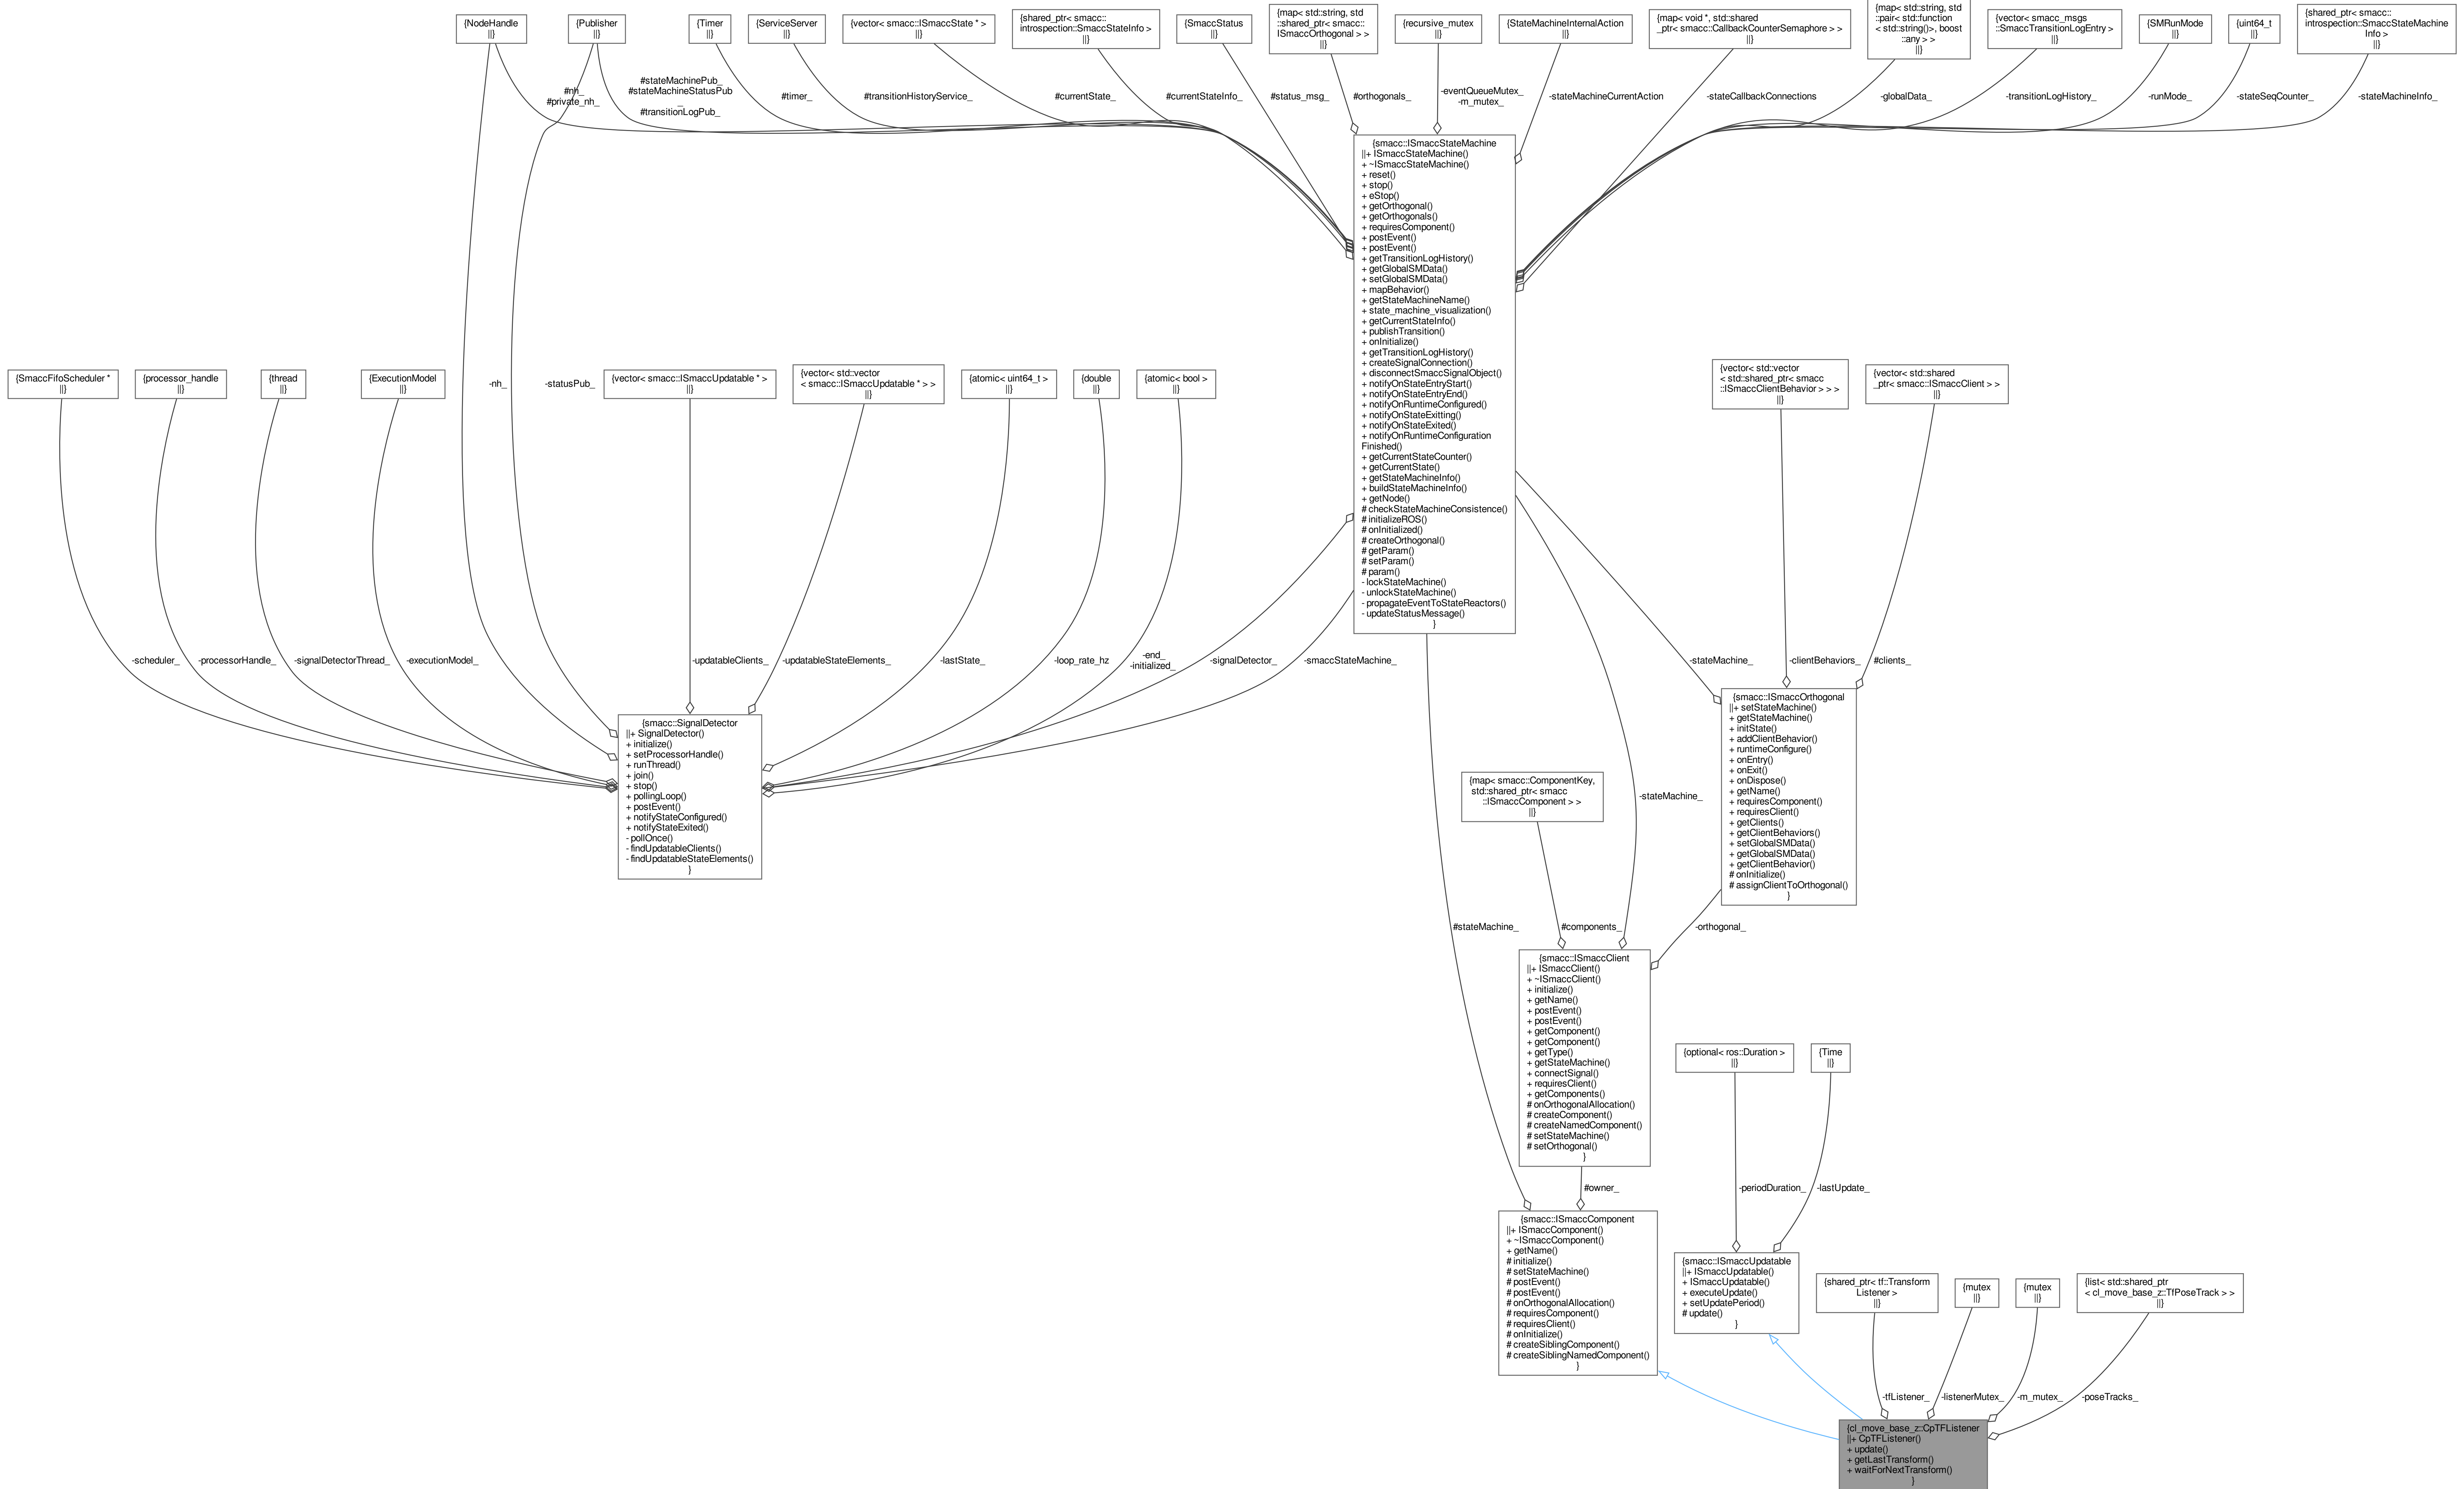 {NodeHandle
||}
{Publisher
||}
{Timer
||}
{ServiceServer
||}
{vector< smacc::ISmaccState * >
||}
{shared_ptr< smacc::
introspection::SmaccStateInfo >
||}
{SmaccStatus
||}
{map< std::string, std
::shared_ptr< smacc::
ISmaccOrthogonal > >
||}
{recursive_mutex
||}
{StateMachineInternalAction
||}
{map< void *, std::shared
_ptr< smacc::CallbackCounterSemaphore > >
||}
{map< std::string, std
::pair< std::function
< std::string()>, boost
::any > >
||}
{vector< smacc_msgs
::SmaccTransitionLogEntry >
||}
{SMRunMode
||}
{uint64_t
||}
{shared_ptr< smacc::
introspection::SmaccStateMachine
Info >
||}
#nh_
#private_nh_
#stateMachinePub_
#stateMachineStatusPub
_
#transitionLogPub_
#timer_
#transitionHistoryService_
#currentState_
#currentStateInfo_
#status_msg_
#orthogonals_
-eventQueueMutex_
-m_mutex_
-stateMachineCurrentAction
-stateCallbackConnections
-globalData_
-transitionLogHistory_
-runMode_
-stateSeqCounter_
-stateMachineInfo_
{smacc::ISmaccStateMachine
||+ ISmaccStateMachine()
+ ~ISmaccStateMachine()
+ reset()
+ stop()
+ eStop()
+ getOrthogonal()
+ getOrthogonals()
+ requiresComponent()
+ postEvent()
+ postEvent()
+ getTransitionLogHistory()
+ getGlobalSMData()
+ setGlobalSMData()
+ mapBehavior()
+ getStateMachineName()
+ state_machine_visualization()
+ getCurrentStateInfo()
+ publishTransition()
+ onInitialize()
+ getTransitionLogHistory()
+ createSignalConnection()
+ disconnectSmaccSignalObject()
+ notifyOnStateEntryStart()
+ notifyOnStateEntryEnd()
+ notifyOnRuntimeConfigured()
+ notifyOnStateExitting()
+ notifyOnStateExited()
+ notifyOnRuntimeConfiguration
Finished()
+ getCurrentStateCounter()
+ getCurrentState()
+ getStateMachineInfo()
+ buildStateMachineInfo()
+ getNode()
# checkStateMachineConsistence()
# initializeROS()
# onInitialized()
# createOrthogonal()
# getParam()
# setParam()
# param()
- lockStateMachine()
- unlockStateMachine()
- propagateEventToStateReactors()
- updateStatusMessage()
}
{SmaccFifoScheduler *
||}
{processor_handle
||}
{thread
||}
{ExecutionModel
||}
-nh_
-statusPub_
{vector< smacc::ISmaccUpdatable * >
||}
{vector< std::vector
< smacc::ISmaccUpdatable * > >
||}
{atomic< uint64_t >
||}
{double
||}
{atomic< bool >
||}
{vector< std::vector
< std::shared_ptr< smacc
::ISmaccClientBehavior > > >
||}
{vector< std::shared
_ptr< smacc::ISmaccClient > >
||}
-scheduler_
-processorHandle_
-signalDetectorThread_
-executionModel_
-updatableClients_
-updatableStateElements_
-lastState_
-loop_rate_hz
-end_
-initialized_
-signalDetector_
-smaccStateMachine_
-stateMachine_
-clientBehaviors_
#clients_
{smacc::SignalDetector
||+ SignalDetector()
+ initialize()
+ setProcessorHandle()
+ runThread()
+ join()
+ stop()
+ pollingLoop()
+ postEvent()
+ notifyStateConfigured()
+ notifyStateExited()
- pollOnce()
- findUpdatableClients()
- findUpdatableStateElements()
}
{smacc::ISmaccOrthogonal
||+ setStateMachine()
+ getStateMachine()
+ initState()
+ addClientBehavior()
+ runtimeConfigure()
+ onEntry()
+ onExit()
+ onDispose()
+ getName()
+ requiresComponent()
+ requiresClient()
+ getClients()
+ getClientBehaviors()
+ setGlobalSMData()
+ getGlobalSMData()
+ getClientBehavior()
# onInitialize()
# assignClientToOrthogonal()
}
{map< smacc::ComponentKey,
std::shared_ptr< smacc
::ISmaccComponent > >
||}
-stateMachine_
#stateMachine_
#components_
-orthogonal_
{smacc::ISmaccClient
||+ ISmaccClient()
+ ~ISmaccClient()
+ initialize()
+ getName()
+ postEvent()
+ postEvent()
+ getComponent()
+ getComponent()
+ getType()
+ getStateMachine()
+ connectSignal()
+ requiresClient()
+ getComponents()
# onOrthogonalAllocation()
# createComponent()
# createNamedComponent()
# setStateMachine()
# setOrthogonal()
}
{optional< ros::Duration >
||}
{Time
||}
#owner_
-periodDuration_
-lastUpdate_
{smacc::ISmaccComponent
||+ ISmaccComponent()
+ ~ISmaccComponent()
+ getName()
# initialize()
# setStateMachine()
# postEvent()
# postEvent()
# onOrthogonalAllocation()
# requiresComponent()
# requiresClient()
# onInitialize()
# createSiblingComponent()
# createSiblingNamedComponent()
}
{smacc::ISmaccUpdatable
||+ ISmaccUpdatable()
+ ISmaccUpdatable()
+ executeUpdate()
+ setUpdatePeriod()
# update()
}
{shared_ptr< tf::Transform
Listener >
||}
{mutex
||}
{mutex
||}
{list< std::shared_ptr
< cl_move_base_z::TfPoseTrack > >
||}
-tfListener_
-listenerMutex_
-m_mutex_
-poseTracks_
{cl_move_base_z::CpTFListener
||+ CpTFListener()
+ update()
+ getLastTransform()
+ waitForNextTransform()
}